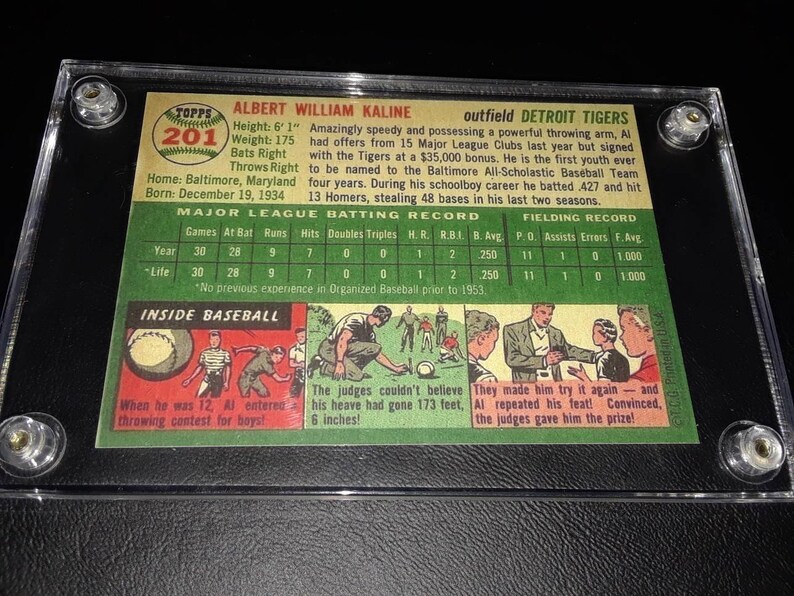 TOPPS
201
ALBERT WILLIAM KALINE outfield DETROIT TIGERS
Height: 6' 1"
Weight: 175
Bats Right
Throws Right
Home: Baltimore, Maryland
Born: December 19, 1934
Amazingly speedy and possessing a powerful throwing arm, Al
had offers from 15 Major League Clubs last year but signed
with the Tigers at a $35,000 bonus. He is the first youth ever
to be named to the Baltimore All-Scholastic Baseball Team
four years. During his schoolboy career he batted .427 and hit
13 Homers, stealing 48 bases in his last two seasons.
MAJOR LEAGUE BATTING RECORD FIELDING RECORD
Games At Bat Runs Hits Doubles Triples H. R. R.B.I. B. Avg. P. O. Assists Errors F. Avg.
Year 30 28 9 7 0 0 1 2 .250 11 1 0 1.000
*Life 30 28 9 7 0 0 1 2 .250 11 1 0 1.000
*No previous experience in Organized Baseball prior to 1953.
INSIDE BASEBALL
When he was 12, Al entered a
throwing contest for boys!
The judges couldn't believe
his heave had gone 173 feet,
6 inches!
They made him try it again — and
Al repeated his feat! Convinced,
the judges gave him the prize!
© T.C.G. Printed in U.S.A.